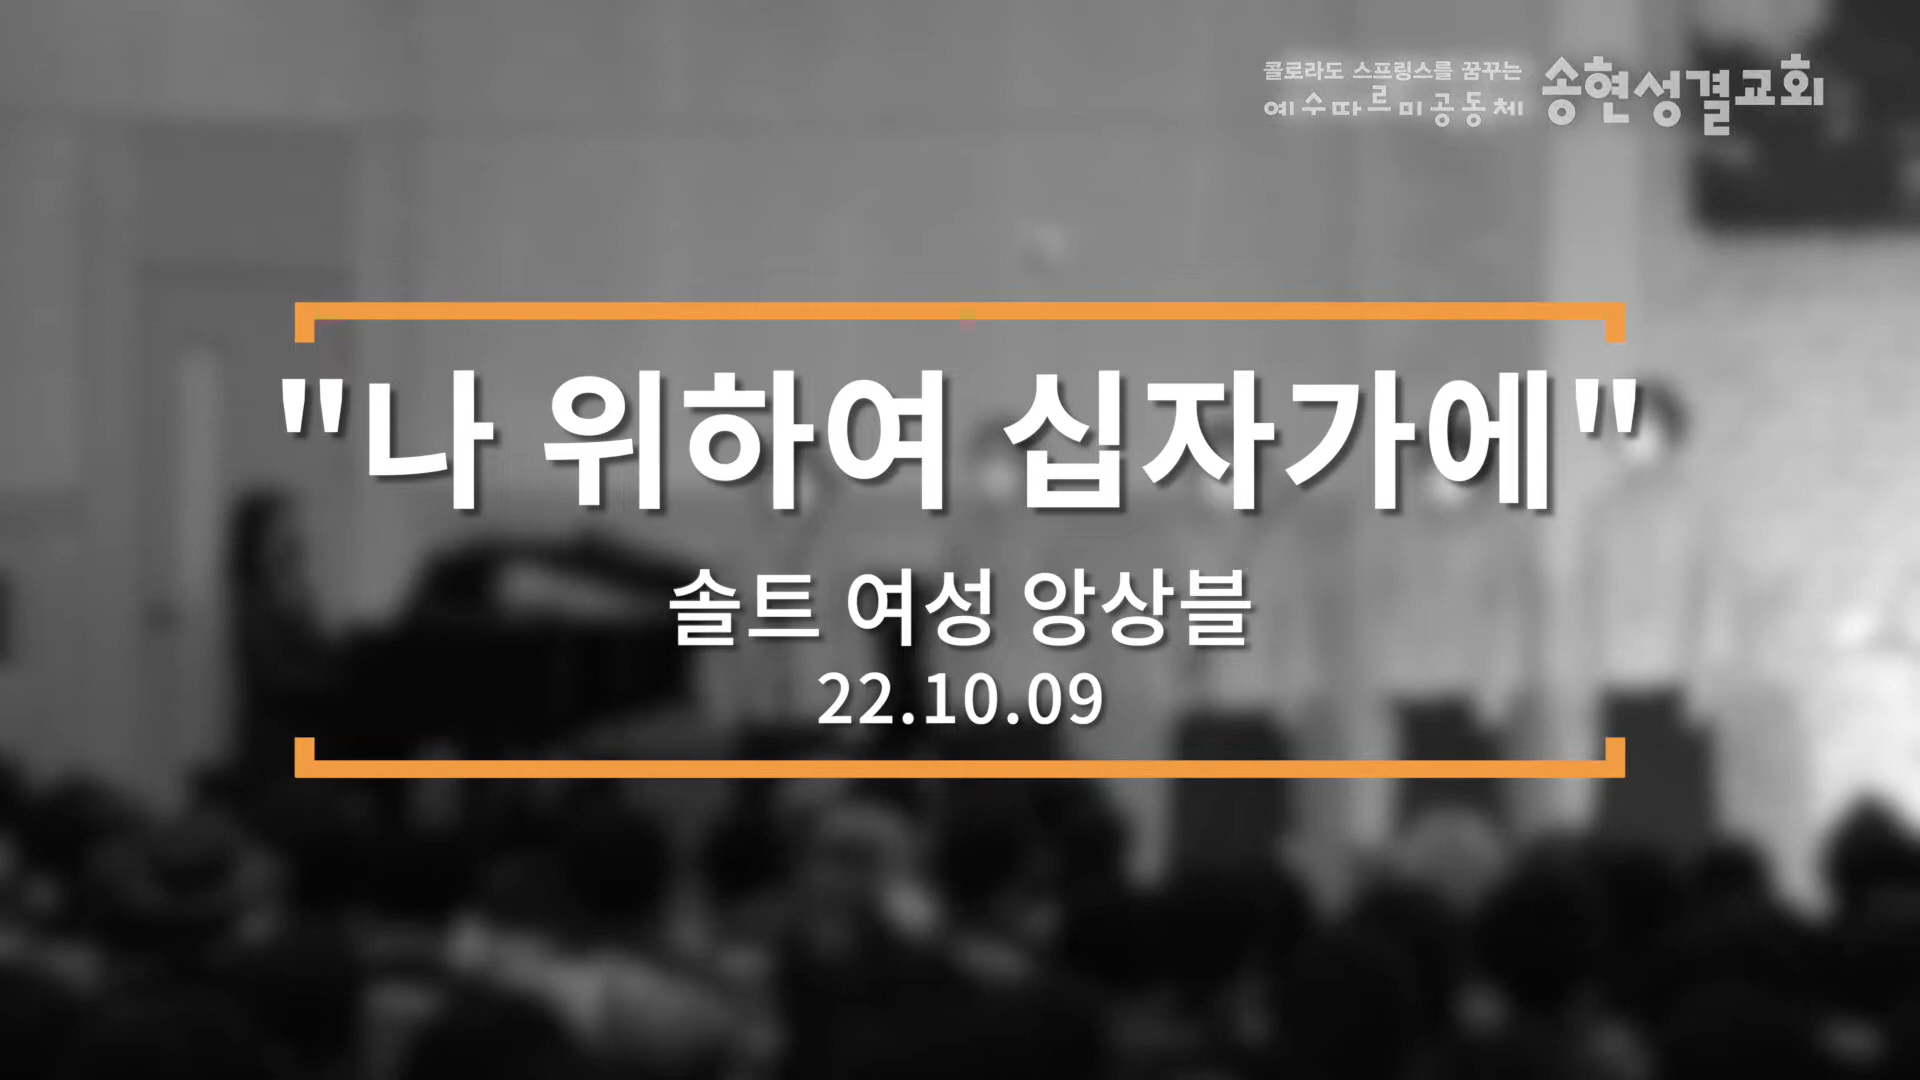 콜로라도 스프링스를 꿈꾸는
예수따르미공동체
송현성결교회
"나 위하여 십자가에"
솔트 여성 앙상블
22.10.09